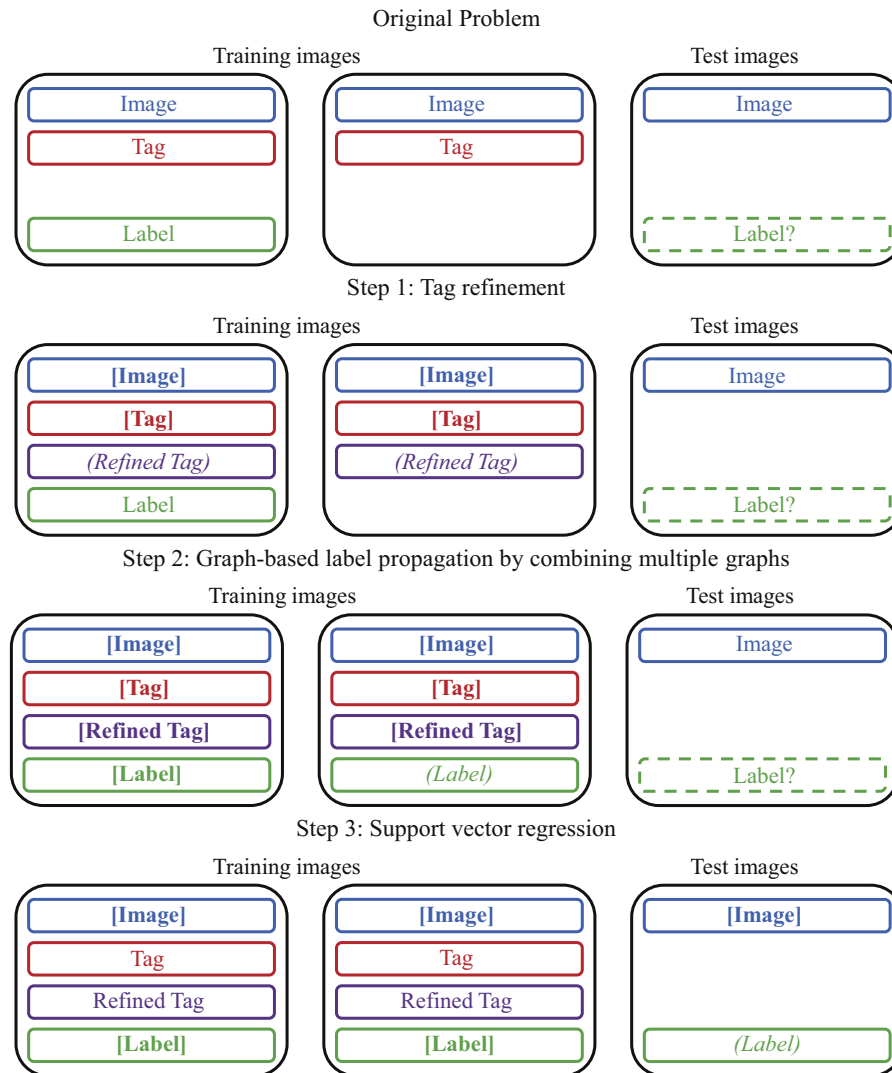 Original Problem
Training images Test images
Image Image Image
Tag Tag
Label Label?
Step 1: Tag refinement
Training images Test images
[Image] [Image] Image
[Tag] [Tag]
(Refined Tag) (Refined Tag)
Label Label?
Step 2: Graph-based label propagation by combining multiple graphs
Training images Test images
[Image] [Image] Image
[Tag] [Tag]
[Refined Tag] [Refined Tag]
[Label] (Label) Label?
Step 3: Support vector regression
Training images Test images
[Image] [Image] [Image]
Tag Tag
Refined Tag Refined Tag
[Label] [Label] (Label)